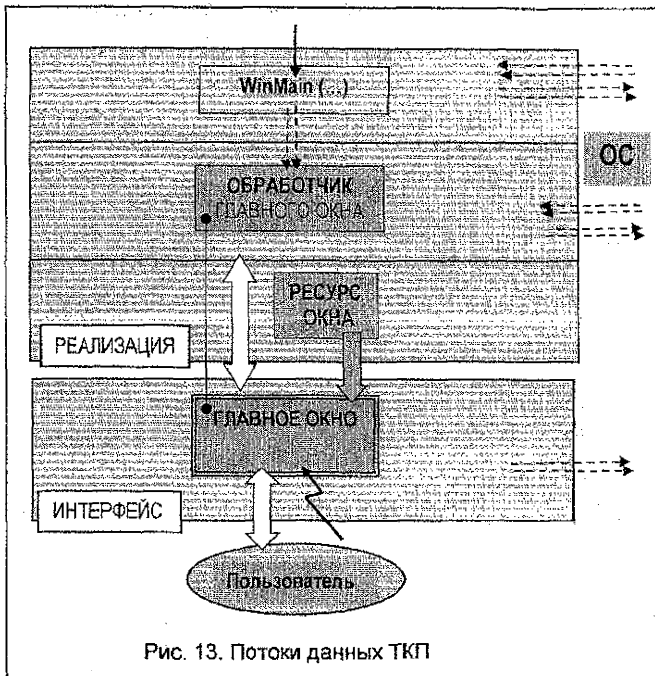 WinMain (...)
ОС
ОБРАБОТЧИК
ГЛАВНОГО ОКНА
РЕСУРС
ОКНА
РЕАЛИЗАЦИЯ
ГЛАВНОЕ ОКНО
ИНТЕРФЕЙС
Пользователь
Рис. 13. Потоки данных ТКП